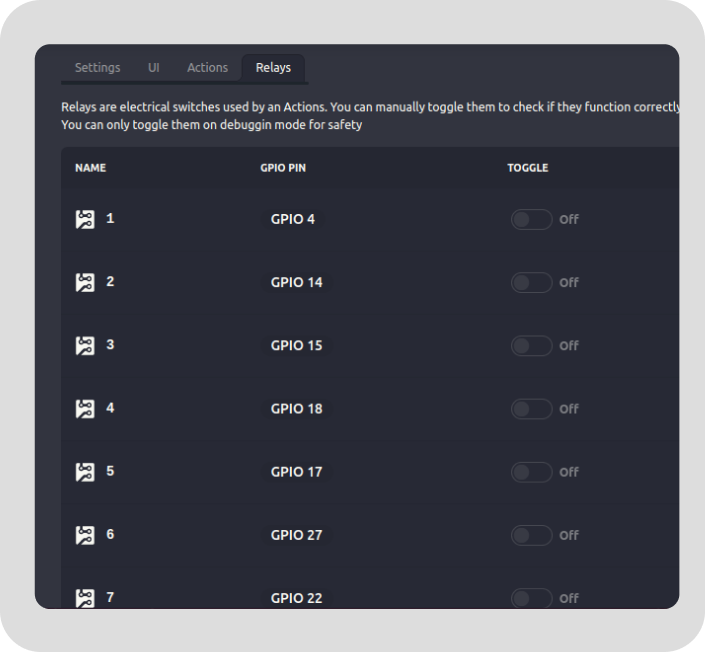 Settings UI Actions Relays
Relays are electrical switches used by an Actions. You can manually toggle them to check if they function correctly
You can only toggle them on debuggin mode for safety
NAME GPIO PIN TOGGLE
1 GPIO 4 Off
2 GPIO 14 Off
3 GPIO 15 Off
4 GPIO 18 Off
5 GPIO 17 Off
6 GPIO 27 Off
7 GPIO 22 Off